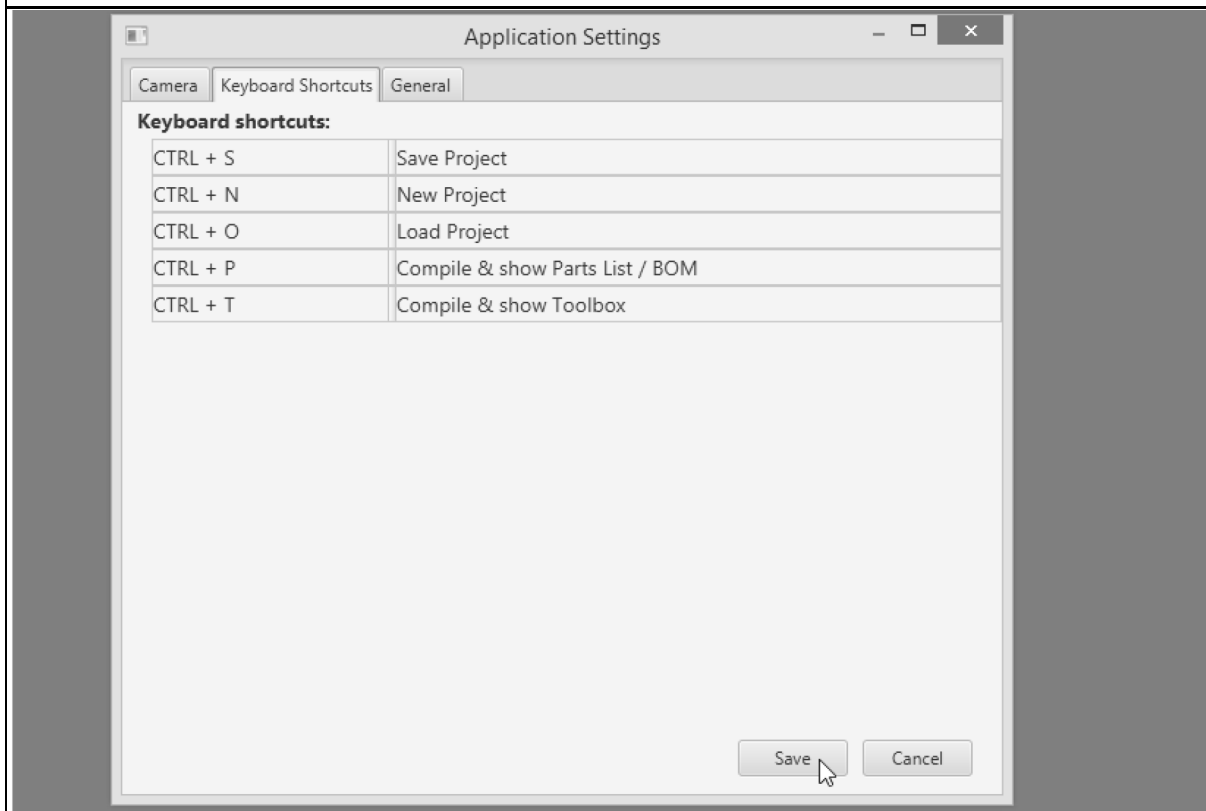 Application Settings
Camera Keyboard Shortcuts General
Keyboard shortcuts:
CTRL + S Save Project
CTRL + N New Project
CTRL + O Load Project
CTRL + P Compile & show Parts List / BOM
CTRL + T Compile & show Toolbox
Save Cancel